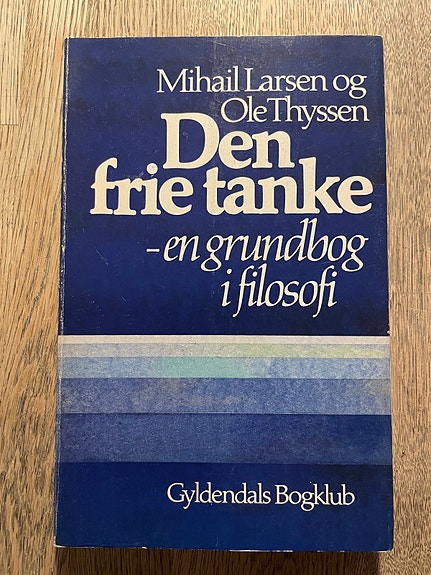 Mihail Larsen og
Ole Thyssen
Den
frie tanke
- en grundbog
i filosofi
Gyldendals Bogklub